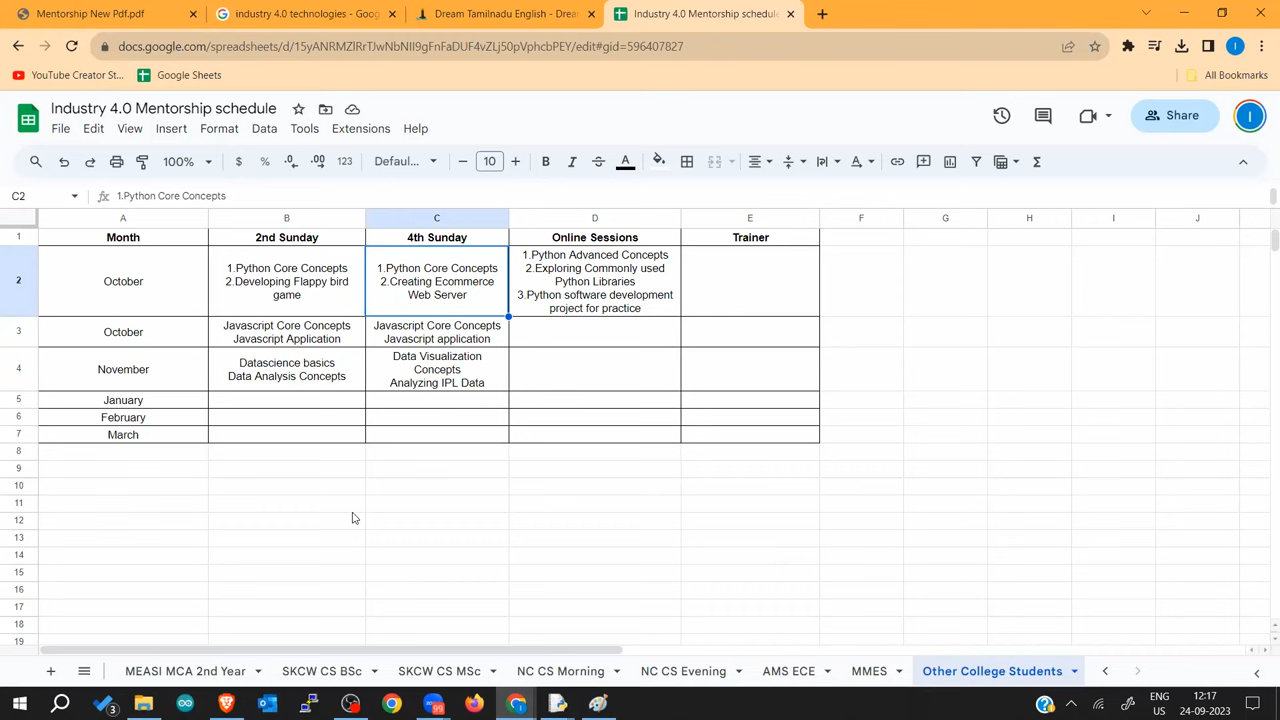 Mentorship New Pdf.pdf
industry 4.0 technologies - Goog
Dream Tamilnadu English - Drea
Industry 4.0 Mentorship schedule
docs.google.com/spreadsheets/d/15yANRMZlRrTJwNbNII9gFnFaDUF4vZLj50pVphcbPEY/edit#gid=596407827
YouTube Creator St...
Google Sheets
All Bookmarks
Industry 4.0 Mentorship schedule
File Edit View Insert Format Data Tools Extensions Help
Share
100% $ % .0 .00 123 Defaul... 10 B I A
C2 fx 1.Python Core Concepts
A B C D E F G H I J
1 Month 2nd Sunday 4th Sunday Online Sessions Trainer
2 October
1.Python Core Concepts
2.Developing Flappy bird
game
1.Python Core Concepts
2.Creating Ecommerce
Web Server
1.Python Advanced Concepts
2.Exploring Commonly used
Python Libraries
3.Python software development
project for practice
3 October
Javascript Core Concepts
Javascript Application
Javascript Core Concepts
Javascript application
4 November
Datascience basics
Data Analysis Concepts
Data Visualization
Concepts
Analyzing IPL Data
5 January
6 February
7 March
8
9
10
11
12
13
14
15
16
17
18
19
MEASI MCA 2nd Year SKCW CS BSc SKCW CS MSc NC CS Morning NC CS Evening AMS ECE MMES Other College Students
3
99
ENG
US
12:17
24-09-2023